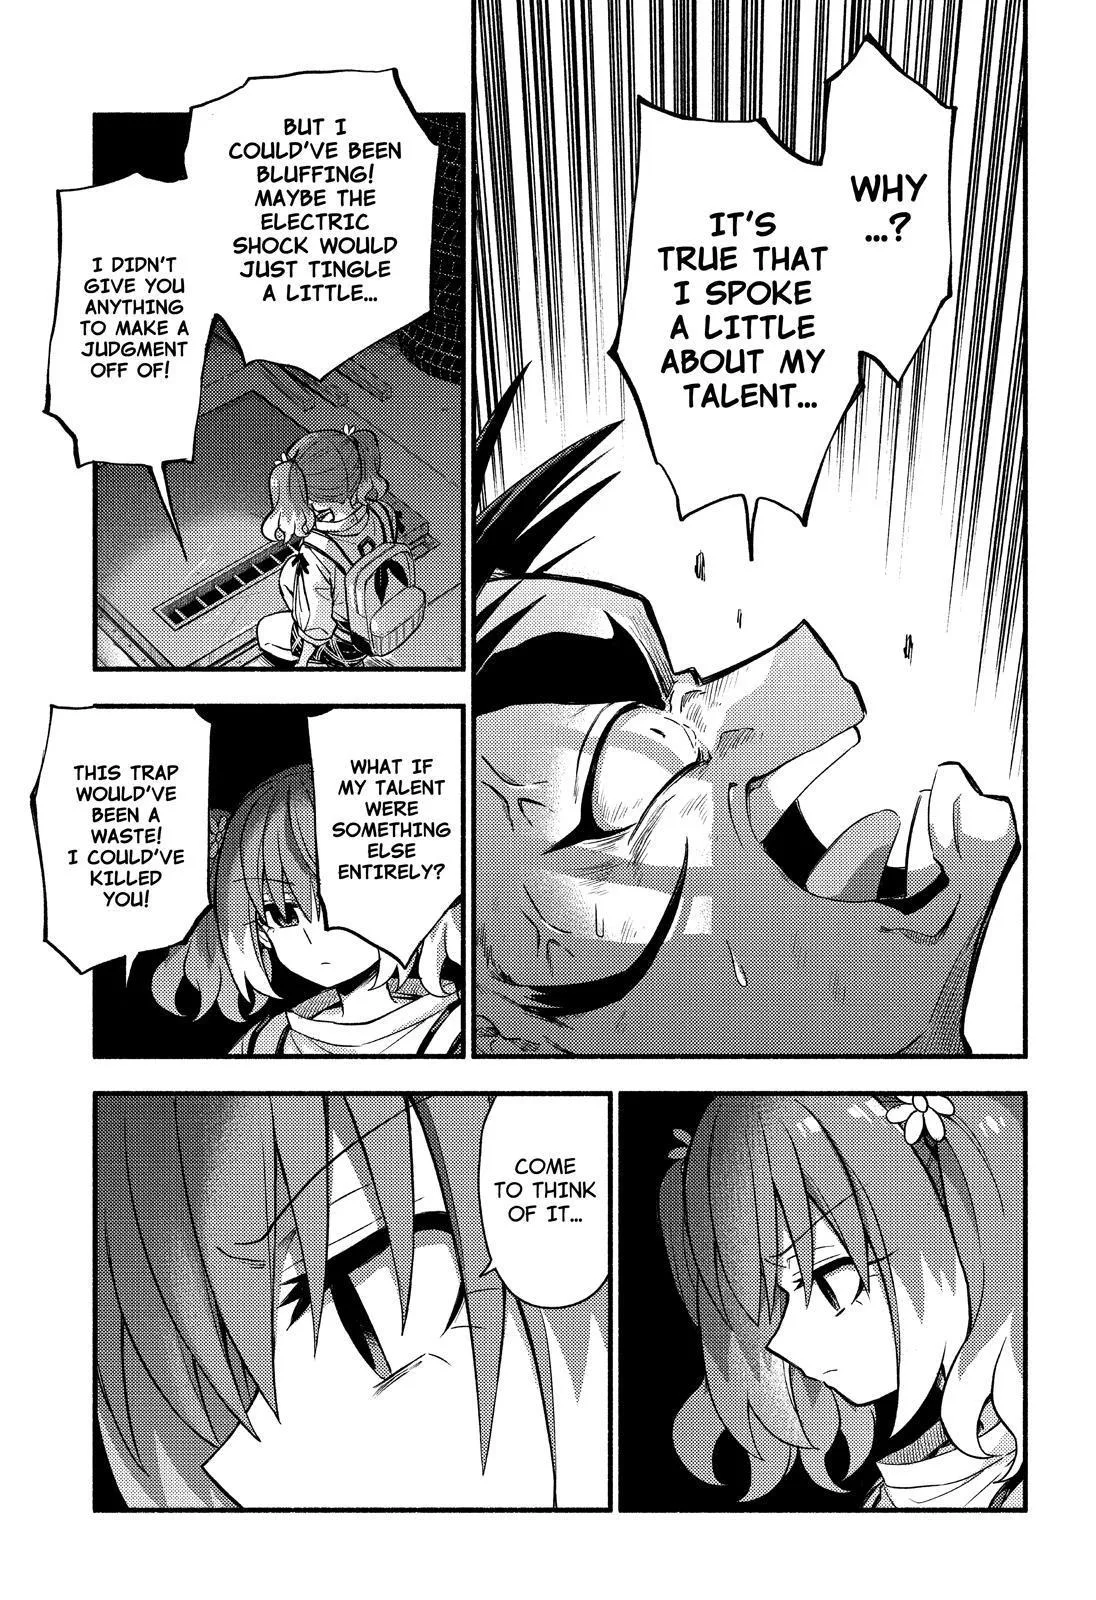 WHY
...?
IT'S
TRUE THAT
I SPOKE
A LITTLE
ABOUT MY
TALENT...
BUT I
COULD'VE BEEN
BLUFFING!
MAYBE THE
ELECTRIC
SHOCK WOULD
JUST TINGLE
A LITTLE...
I DIDN'T
GIVE YOU
ANYTHING
TO MAKE A
JUDGMENT
OFF OF!
WHAT IF
MY TALENT
WERE
SOMETHING
ELSE
ENTIRELY?
THIS TRAP
WOULD'VE
BEEN A
WASTE!
I COULD'VE
KILLED
YOU!
COME
TO THINK
OF IT...